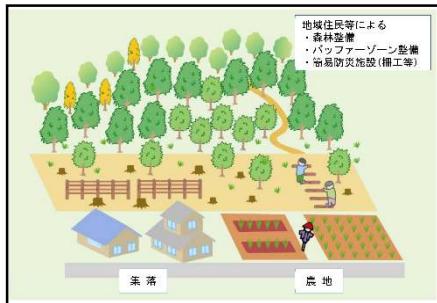 地域住民等による
・森林整備
・バッファーゾーン整備
・簡易防災施設(柵工等)
集落
農地